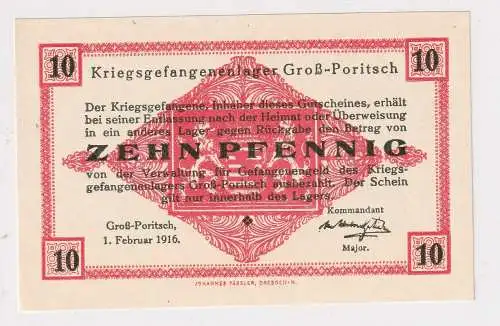 10 10
Kriegsgefangenenlager Groß-Poritsch
Der Kriegsgefangene, Inhaber dieses Gutscheines, erhält
bei seiner Entlassung nach der Heimat oder Überweisung
in ein anderes Lager gegen Rückgabe den Betrag von
ZEHN PFENNIG
von der Verwaltung für Gefangenengeld des Kriegs-
gefangenenlagers Groß-Poritsch ausbezahlt. Der Schein
gilt nur innerhalb des Lagers.
Groß-Poritsch,
1. Februar 1916.
Kommandant
Major.
10 10
JOHANNES PÄSSLER, DRESDEN-N.